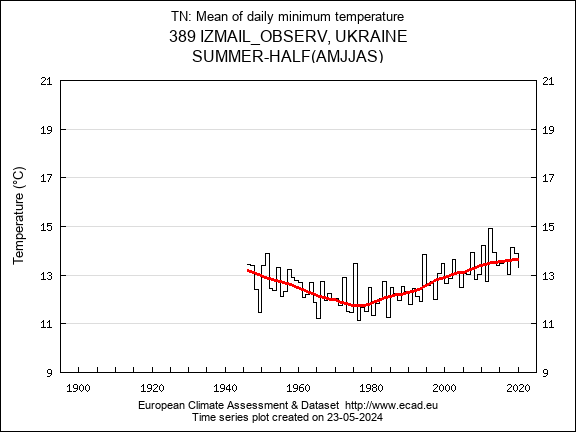 TN: Mean of daily minimum temperature
389 IZMAIL_OBSERV, UKRAINE
SUMMER-HALF(AMJJAS)
21 21
19 19
17 17
15 15
13 13
11 11
9 9
Temperature (°C)
1900 1920 1940 1960 1980 2000 2020
European Climate Assessment & Dataset http://www.ecad.eu
Time series plot created on 23-05-2024